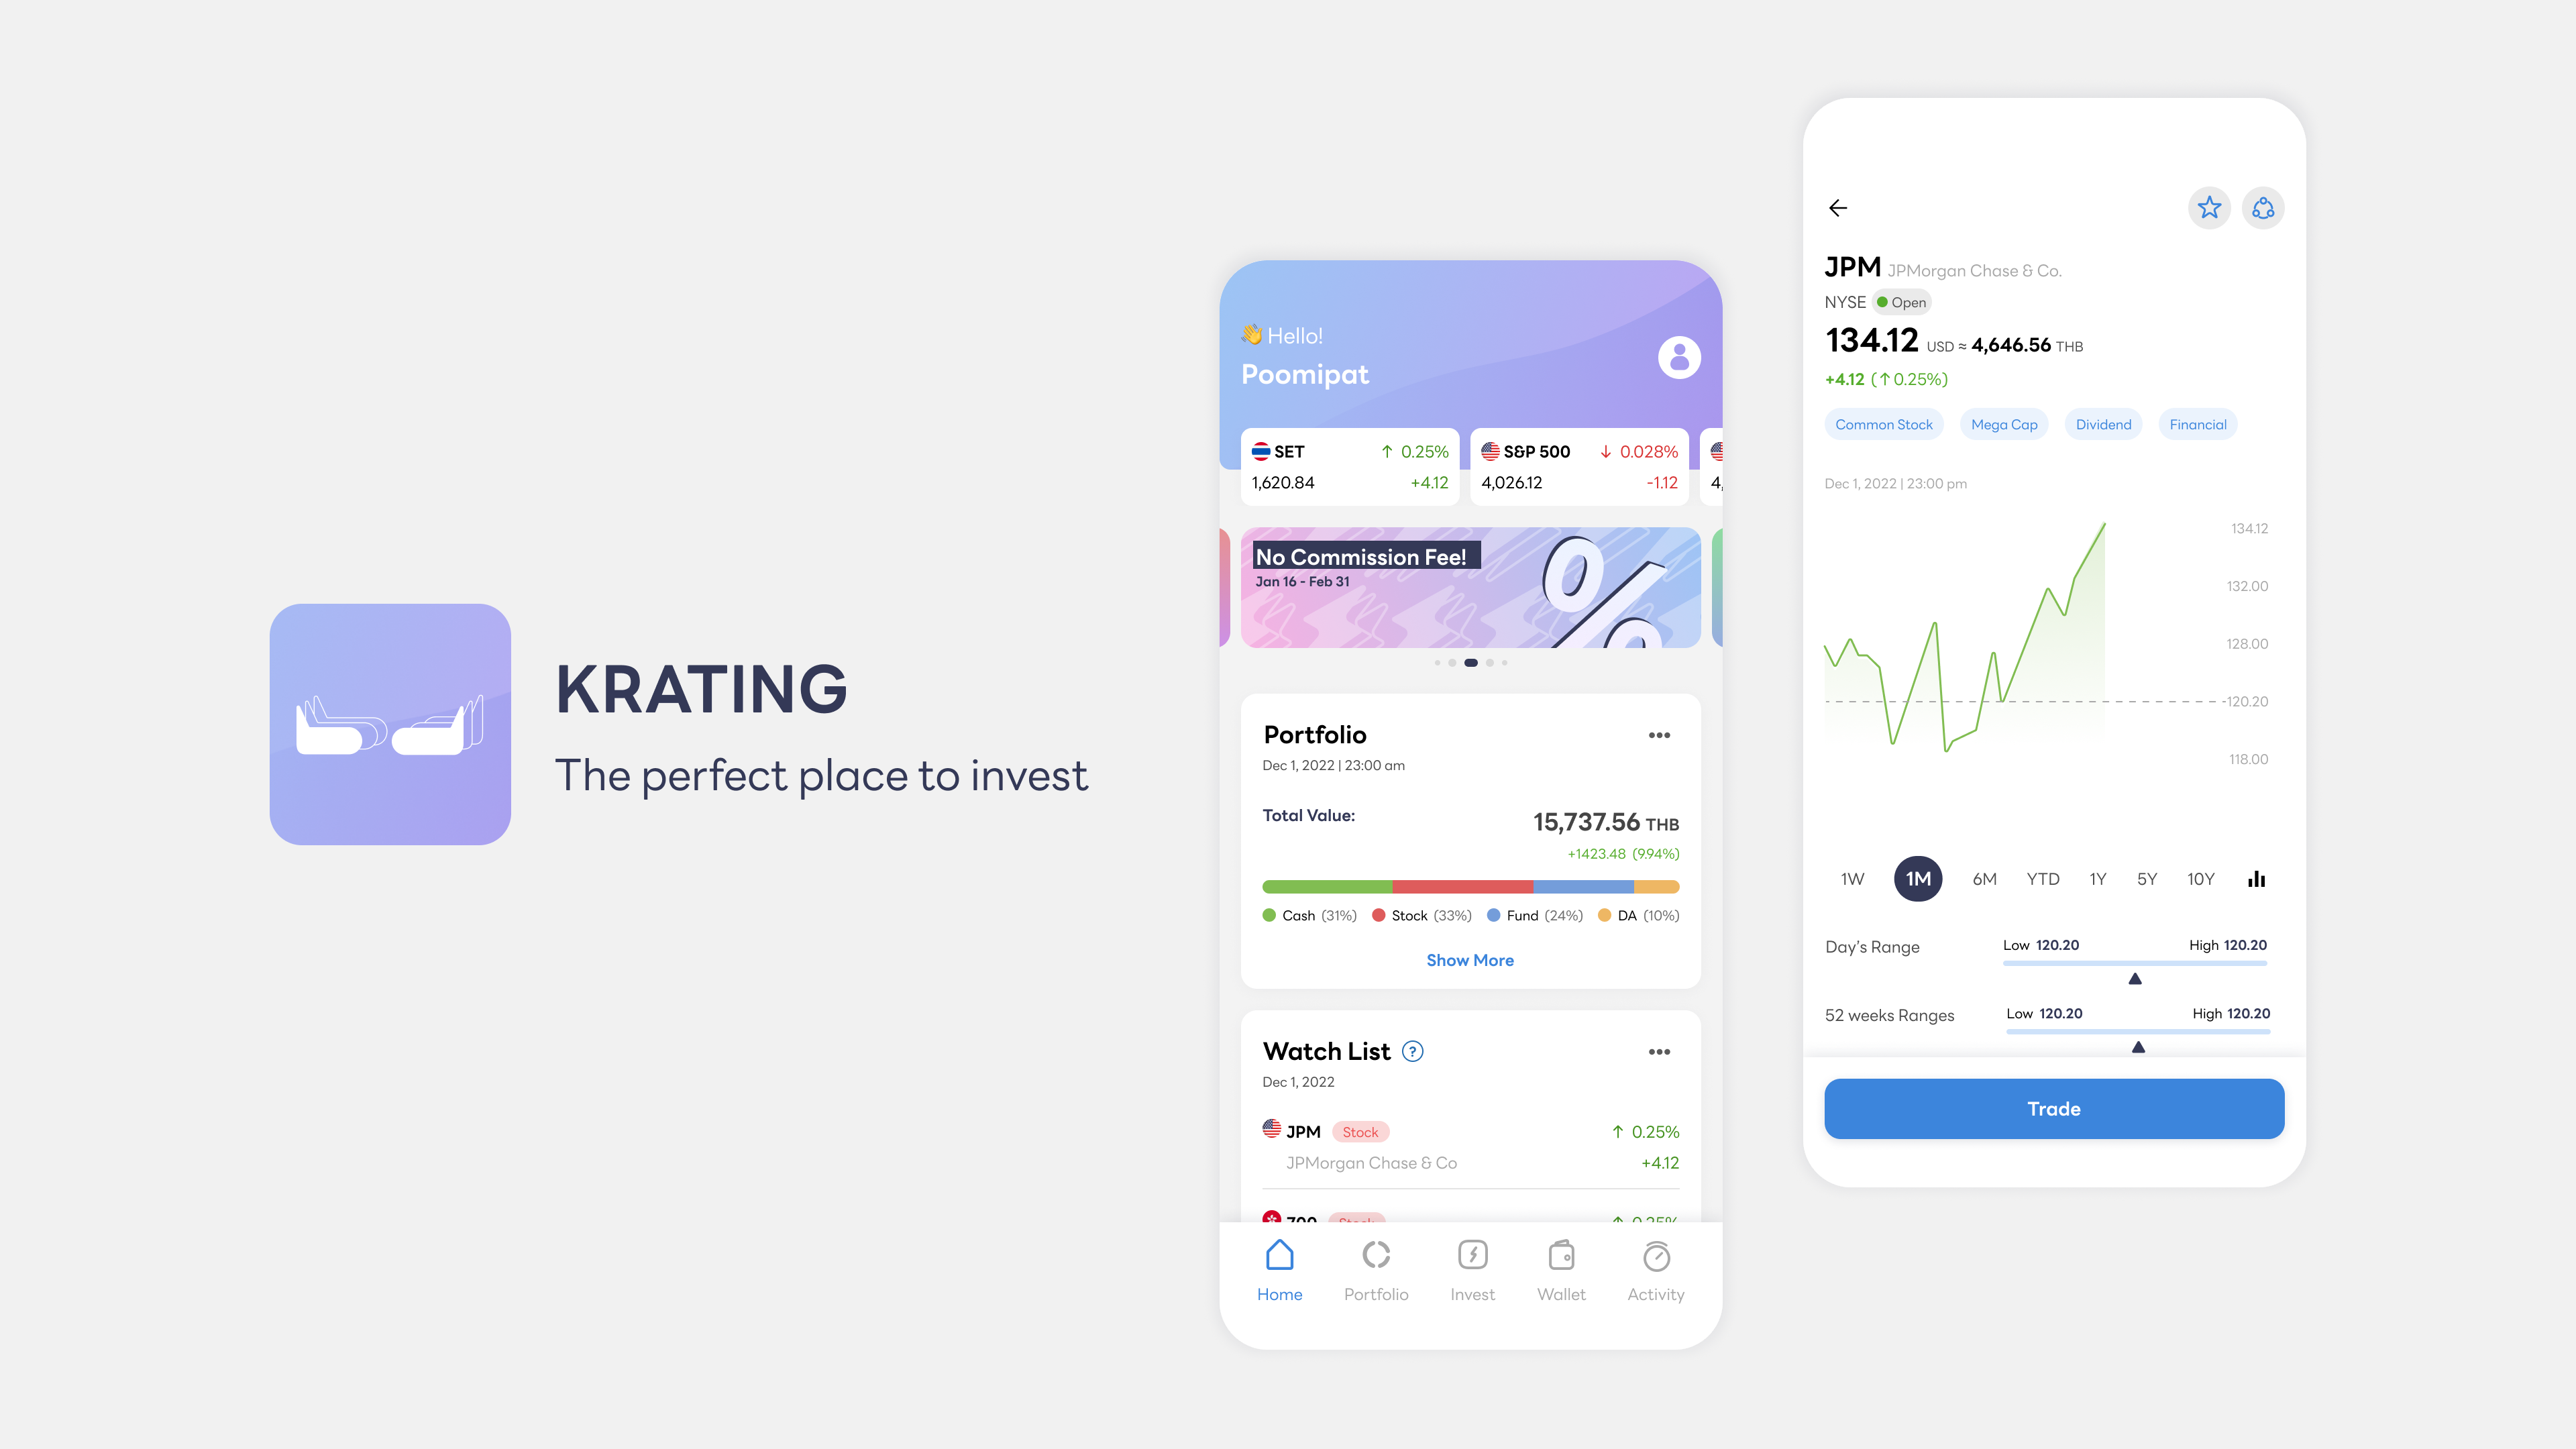 KRATING
The perfect place to invest
👋 Hello!
Poomipat
SET ↑ 0.25%
1,620.84 +4.12
S&P 500 ↓ 0.028%
4,026.12 -1.12
4,
No Commission Fee!
Jan 16 - Feb 31
%
Portfolio
Dec 1, 2022 | 23:00 am
Total Value: 15,737.56 THB
+1423.48 (9.94%)
Cash (31%) Stock (33%) Fund (24%) DA (10%)
Show More
Watch List ?
Dec 1, 2022
JPM Stock ↑ 0.25%
JPMorgan Chase & Co +4.12
700 Stock ↑ 0.25%
Home Portfolio Invest Wallet Activity
JPM JPMorgan Chase & Co.
NYSE Open
134.12 USD ≈ 4,646.56 THB
+4.12 (↑ 0.25%)
Common Stock Mega Cap Dividend Financial
Dec 1, 2022 | 23:00 pm
134.12
132.00
128.00
120.20
118.00
1W 1M 6M YTD 1Y 5Y 10Y
Day's Range Low 120.20 High 120.20
52 weeks Ranges Low 120.20 High 120.20
Trade